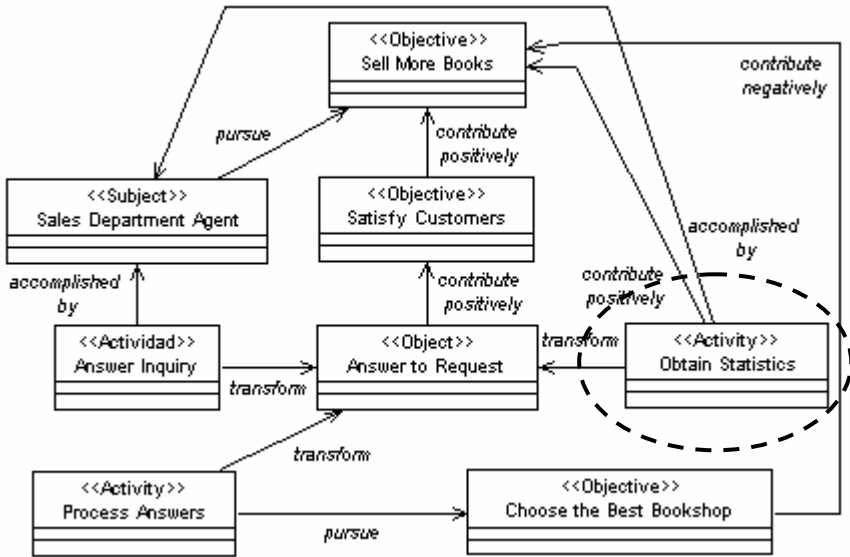 <<Objective>>
Sell More Books
contribute
negatively
pursue
contribute
positively
<<Subject>>
Sales Department Agent
<<Objective>>
Satisfy Customers
accomplished
by
accomplished
by
contribute
positively
contribute
positively
<<Actividad>>
Answer Inquiry
<<Object>>
Answer to Request
<<Activity>>
Obtain Statistics
transform
transform
transform
<<Activity>>
Process Answers
<<Objective>>
Choose the Best Bookshop
pursue